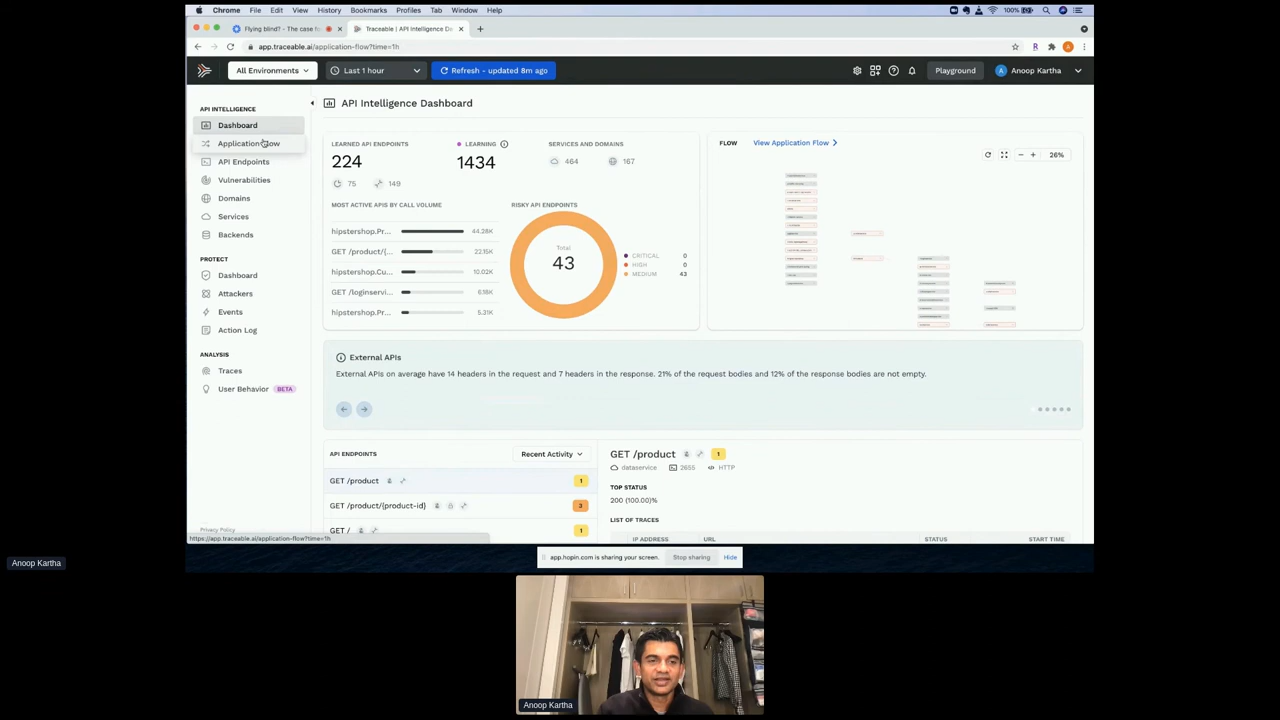 Chrome File Edit View History Bookmarks Profiles Tab Window Help 100%
Flying blind? – The case fo
Traceable | API Intelligence Da
app.traceable.ai/application-flow?time=1h
All Environments
Last 1 hour
Refresh - updated 8m ago
Playground
Anoop Kartha
API INTELLIGENCE
Dashboard
Application Flow
API Endpoints
Vulnerabilities
Domains
Services
Backends
PROTECT
Dashboard
Attackers
Events
Action Log
ANALYSIS
Traces
User Behavior BETA
Privacy Policy
https://app.traceable.ai/application-flow?time=1h
API Intelligence Dashboard
LEARNED API ENDPOINTS
224
75 149
LEARNING
1434
SERVICES AND DOMAINS
464 167
MOST ACTIVE APIS BY CALL VOLUME
hipstershop.Pr... 44.28K
GET /product/{... 22.15K
hipstershop.Cu... 10.02K
GET /loginservi... 6.18K
hipstershop.Pr... 5.31K
RISKY API ENDPOINTS
Total
43
CRITICAL 0
HIGH 0
MEDIUM 43
FLOW View Application Flow
26%
External APIs
External APIs on average have 14 headers in the request and 7 headers in the response. 21% of the request bodies and 12% of the response bodies are not empty.
API ENDPOINTS
Recent Activity
GET /product 1
GET /product/{product-id} 3
GET / 1
GET /product 1
dataservice 2655 HTTP
TOP STATUS
200 (100.00)%
LIST OF TRACES
IP ADDRESS URL STATUS START TIME
app.hopin.com is sharing your screen. Stop sharing Hide
Anoop Kartha
Anoop Kartha